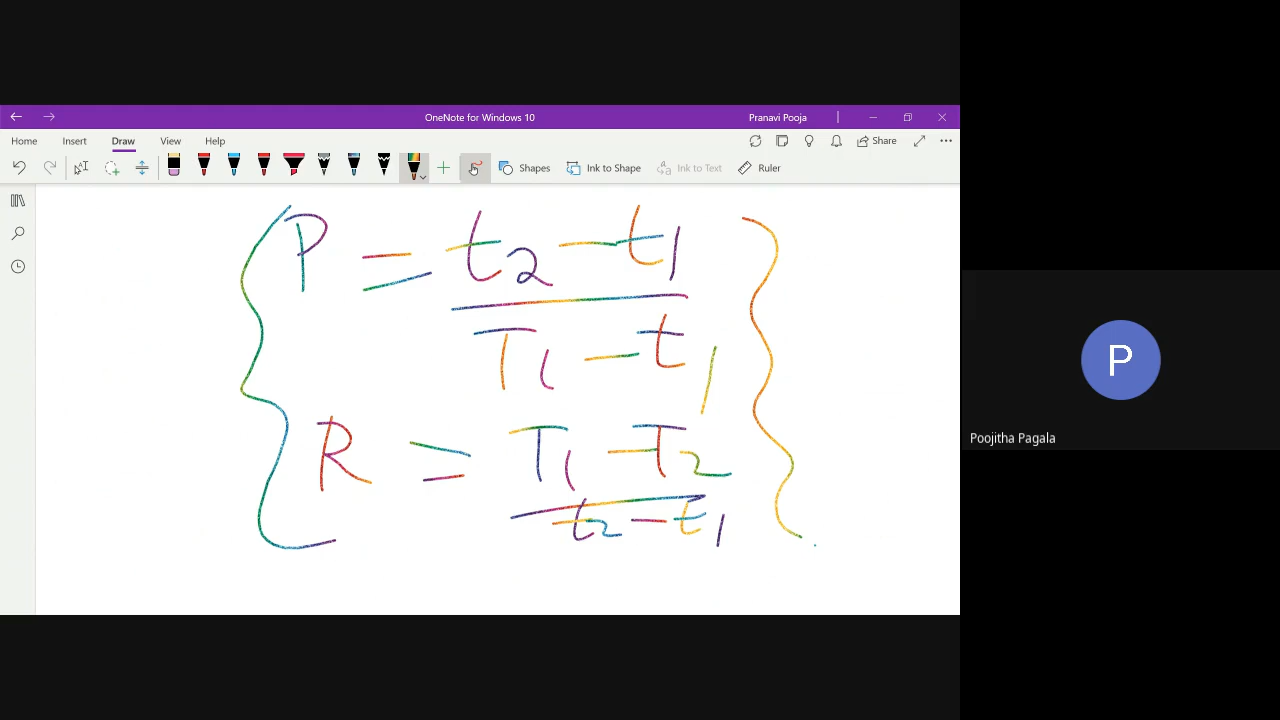 OneNote for Windows 10
Pranavi Pooja
Home Insert Draw View Help
Share
Shapes Ink to Shape Ink to Text Ruler
P = t2 - t1
T1 - t1
R = T1 - T2
t2 - t1
P
Poojitha Pagala